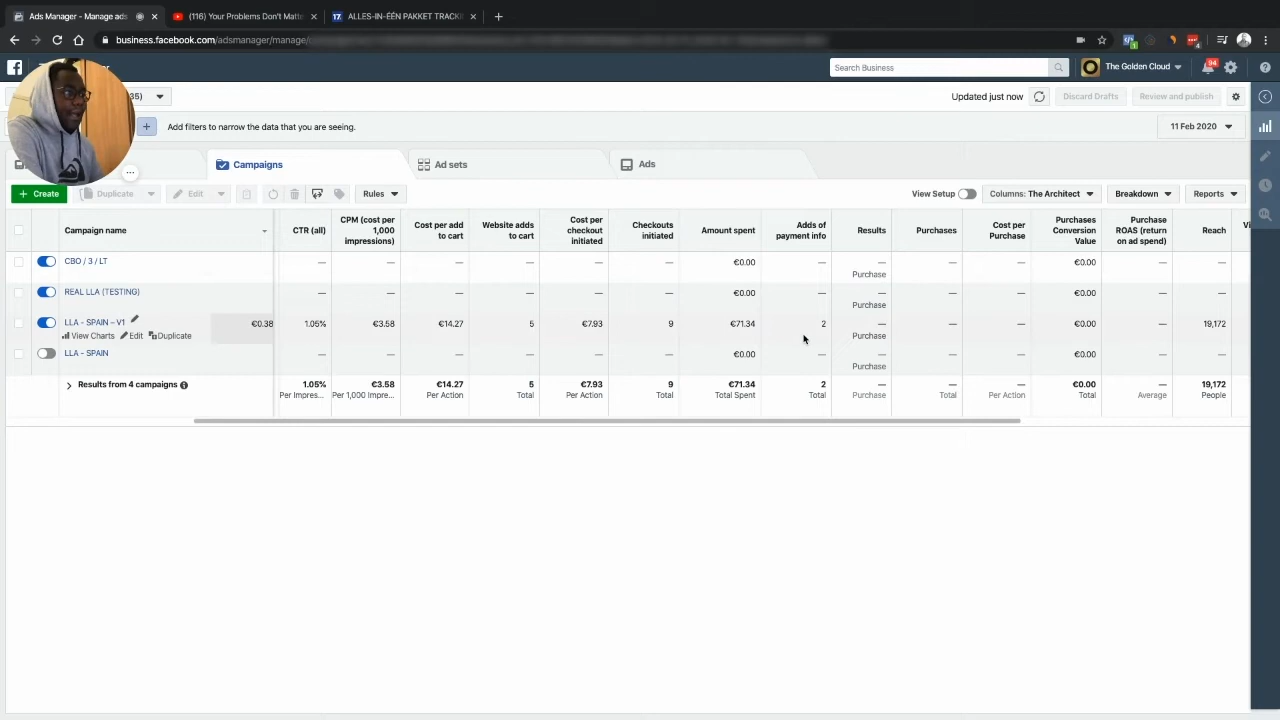 Ads Manager - Manage ads
(116) Your Problems Don't Matte
17. ALLES-IN-ÉÉN PAKKET TRACKR
business.facebook.com/adsmanager/manage/
Search Business
The Golden Cloud
94
35)
Updated just now
Discard Drafts
Review and publish
Add filters to narrow the data that you are seeing.
11 Feb 2020
Campaigns
Ad sets
Ads
+ Create
Duplicate
Edit
Rules
View Setup
Columns: The Architect
Breakdown
Reports
Campaign name
CTR (all)
CPM (cost per 1,000 impressions)
Cost per add to cart
Website adds to cart
Cost per checkout initiated
Checkouts initiated
Amount spent
Adds of payment info
Results
Purchases
Cost per Purchase
Purchases Conversion Value
Purchase ROAS (return on ad spend)
Reach
Vi
CBO / 3 / LT — — — — — — €0.00 — — — — €0.00 — —
Purchase
REAL LLA (TESTING) — — — — — — €0.00 — — — — €0.00 — —
Purchase
LLA - SPAIN – V1 €0.38 1.05% €3.58 €14.27 5 €7.93 9 €71.34 2 — — — €0.00 — 19,172
View Charts Edit Duplicate Purchase
LLA - SPAIN — — — — — — €0.00 — — — — €0.00 — —
Purchase
Results from 4 campaigns 1.05% €3.58 €14.27 5 €7.93 9 €71.34 2 — — — €0.00 — 19,172
Per Impres... Per 1,000 Impre... Per Action Total Per Action Total Total Spent Total Purchase Total Per Action Total Average People